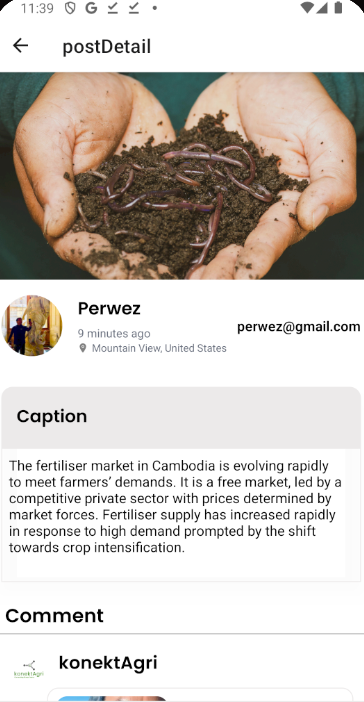 11:39
postDetail
Perwez
9 minutes ago
perwez@gmail.com
Mountain View, United States
Caption
The fertiliser market in Cambodia is evolving rapidly
to meet farmers’ demands. It is a free market, led by a
competitive private sector with prices determined by
market forces. Fertiliser supply has increased rapidly
in response to high demand prompted by the shift
towards crop intensification.
Comment
konektAgri
konektAgri